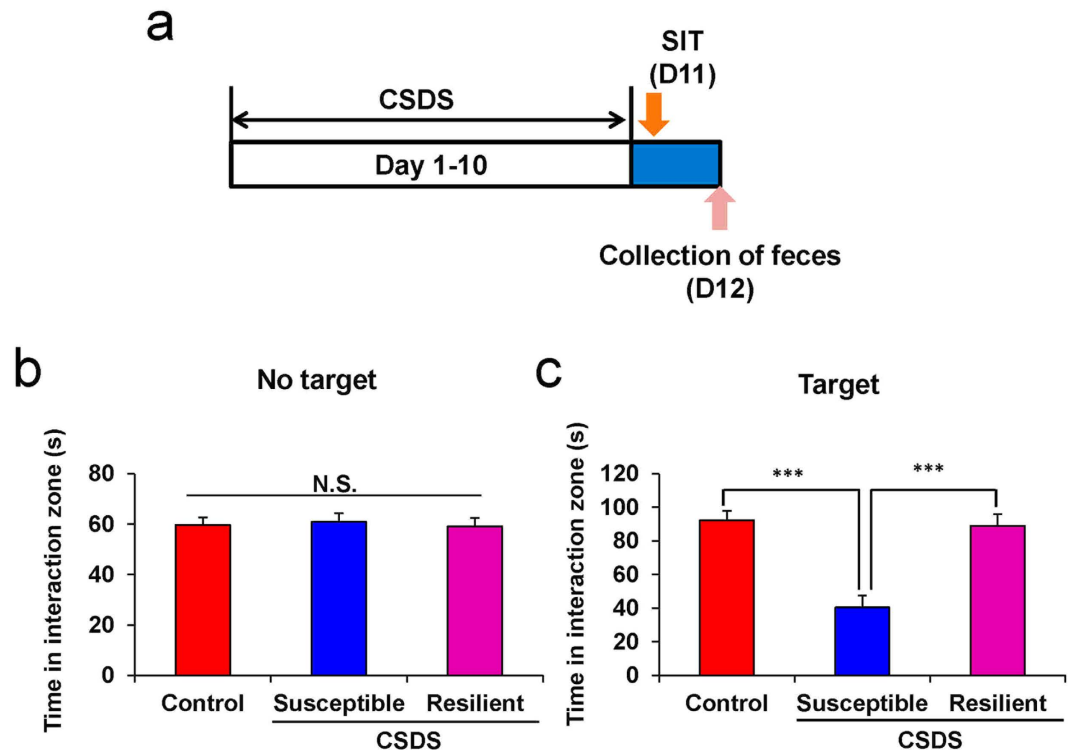 a
SIT
(D11)
CSDS
Day 1-10
Collection of feces
(D12)
b
No target
Time in interaction zone (s)
80
60
40
20
0
N.S.
Control
Susceptible
Resilient
CSDS
c
Target
Time in interaction zone (s)
120
100
80
60
40
20
0
***
***
Control
Susceptible
Resilient
CSDS